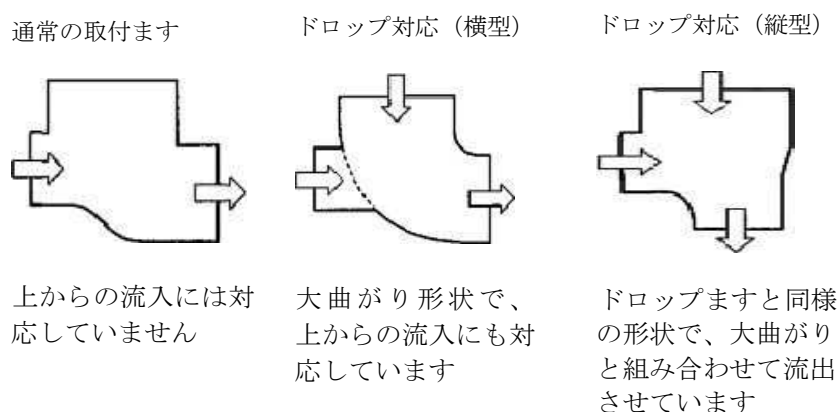 通常の取付ます
ドロップ対応（横型）
ドロップ対応（縦型）
上からの流入には対
応していません
大曲がり形状で、
上からの流入にも対
応しています
ドロップますと同様
の形状で、大曲がり
と組み合わせて流出
させています